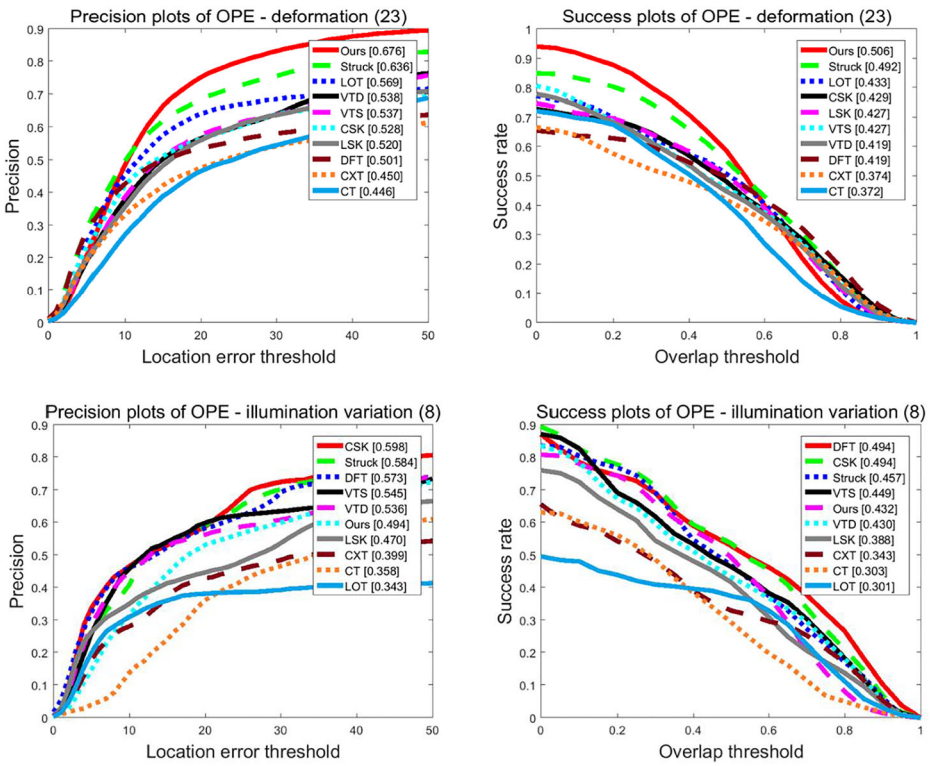 Precision plots of OPE - deformation (23)
Success plots of OPE - deformation (23)
0.9
0.8
0.7
0.6
0.5
0.4
0.3
0.2
0.1
0
Precision
Ours [0.676]
Struck [0.636]
LOT [0.569]
VTD [0.538]
VTS [0.537]
CSK [0.528]
LSK [0.520]
DFT [0.501]
CXT [0.450]
CT [0.446]
0 10 20 30 40 50
Location error threshold
1
0.9
0.8
0.7
0.6
0.5
0.4
0.3
0.2
0.1
0
Success rate
Ours [0.506]
Struck [0.492]
LOT [0.433]
CSK [0.429]
LSK [0.427]
VTS [0.427]
VTD [0.419]
DFT [0.419]
CXT [0.374]
CT [0.372]
0 0.2 0.4 0.6 0.8 1
Overlap threshold
Precision plots of OPE - illumination variation (8)
Success plots of OPE - illumination variation (8)
0.9
0.8
0.7
0.6
0.5
0.4
0.3
0.2
0.1
0
Precision
CSK [0.598]
Struck [0.584]
DFT [0.573]
VTS [0.545]
VTD [0.536]
Ours [0.494]
LSK [0.470]
CXT [0.399]
CT [0.358]
LOT [0.343]
0 10 20 30 40 50
Location error threshold
0.9
0.8
0.7
0.6
0.5
0.4
0.3
0.2
0.1
0
Success rate
DFT [0.494]
CSK [0.494]
Struck [0.457]
VTS [0.449]
Ours [0.432]
VTD [0.430]
LSK [0.388]
CXT [0.343]
CT [0.303]
LOT [0.301]
0 0.2 0.4 0.6 0.8 1
Overlap threshold